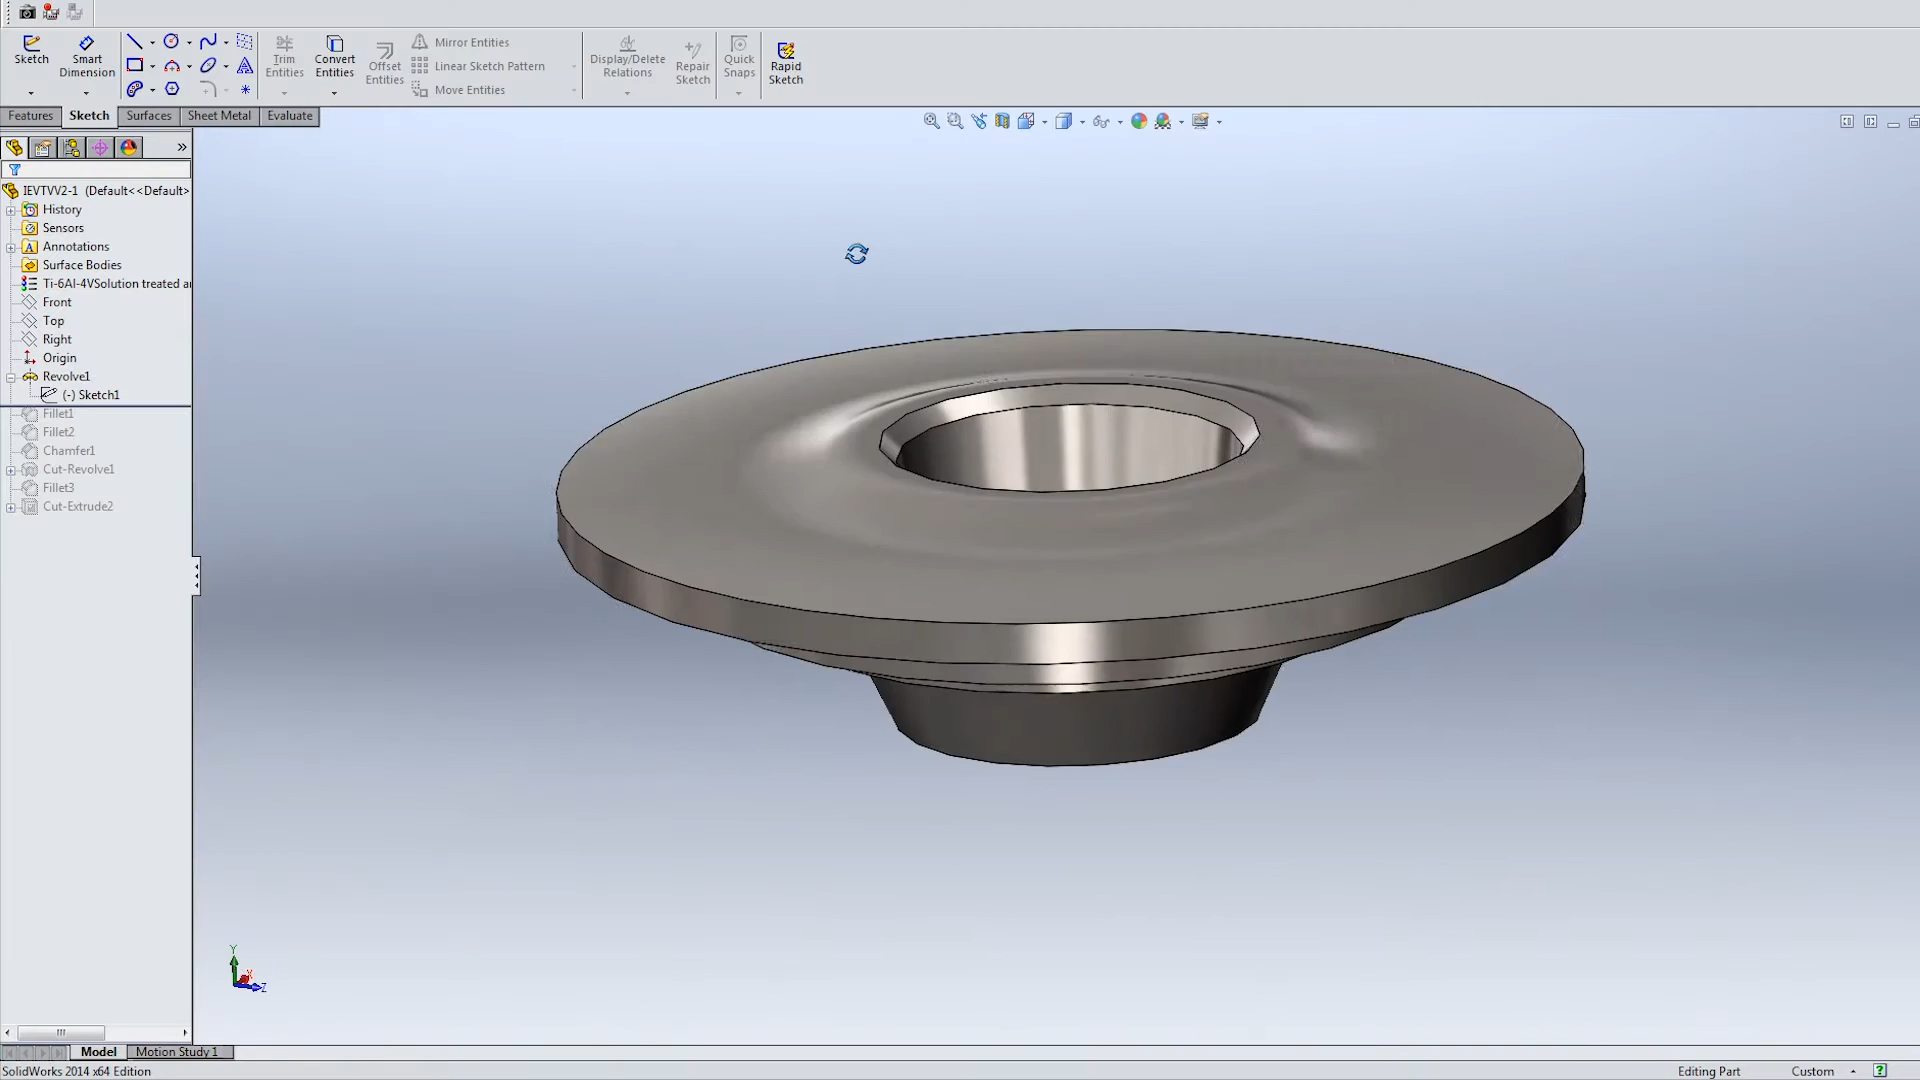 Sketch
Smart
Dimension
Trim
Entities
Convert
Entities
Offset
Entities
Mirror Entities
Linear Sketch Pattern
Move Entities
Display/Delete
Relations
Repair
Sketch
Quick
Snaps
Rapid
Sketch
Features
Sketch
Surfaces
Sheet Metal
Evaluate
IEVTVV2-1 (Default<<Default>
History
Sensors
Annotations
Surface Bodies
Ti-6Al-4VSolution treated a
Front
Top
Right
Origin
Revolve1
(-) Sketch1
Fillet1
Fillet2
Chamfer1
Cut-Revolve1
Fillet3
Cut-Extrude2
Y
X
Z
Model
Motion Study 1
SolidWorks 2014 x64 Edition
Editing Part
Custom